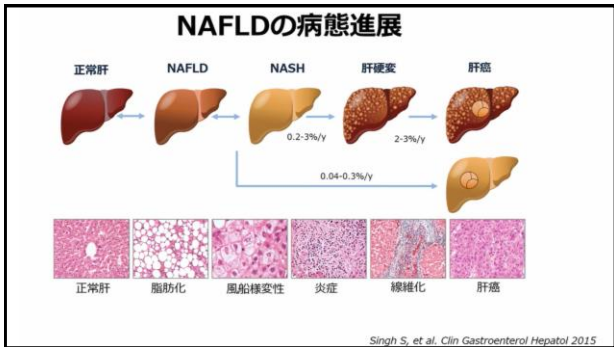 NAFLDの病態進展
正常肝 NAFLD NASH 肝硬変 肝癌
0.2-3%/y 2-3%/y
0.04-0.3%/y
正常肝 脂肪化 風船様変性 炎症 線維化 肝癌
Singh S, et al. Clin Gastroenterol Hepatol 2015